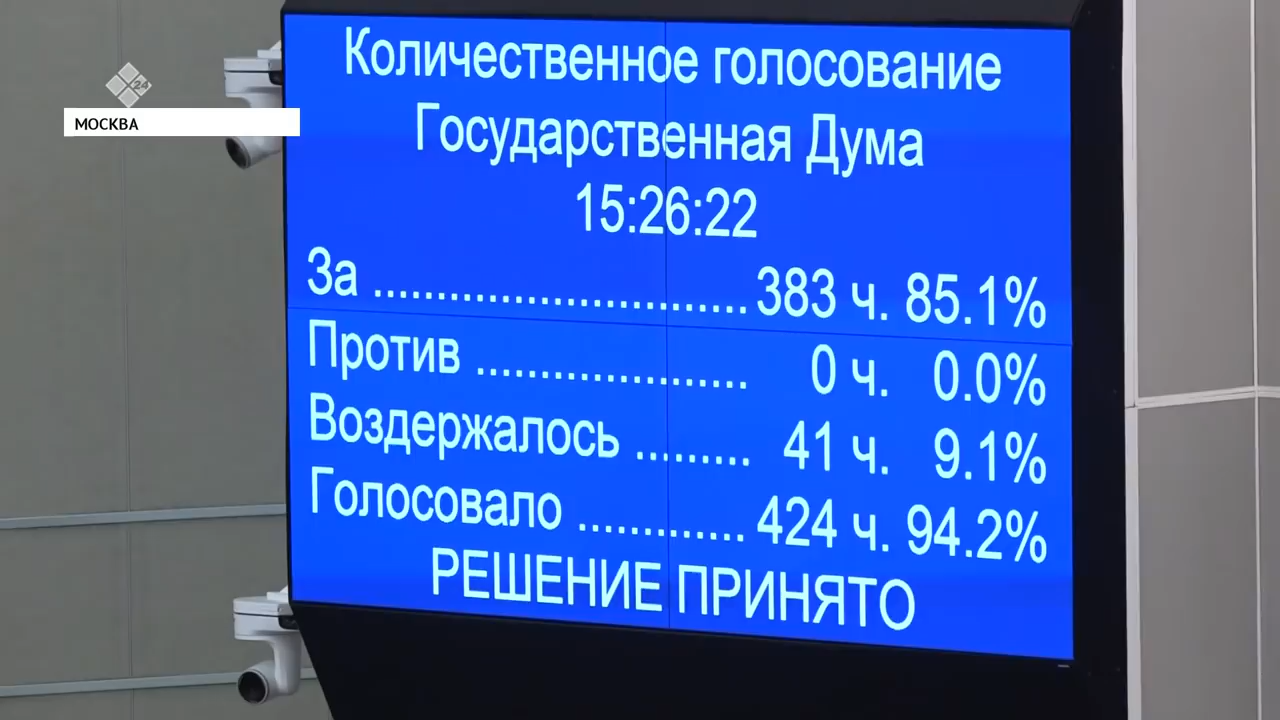 24
МОСКВА
Количественное голосование
Государственная Дума
15:26:22
За ............................. 383 ч. 85.1%
Против ..................... 0 ч. 0.0%
Воздержалось ......... 41 ч. 9.1%
Голосовало ............. 424 ч. 94.2%
РЕШЕНИЕ ПРИНЯТО